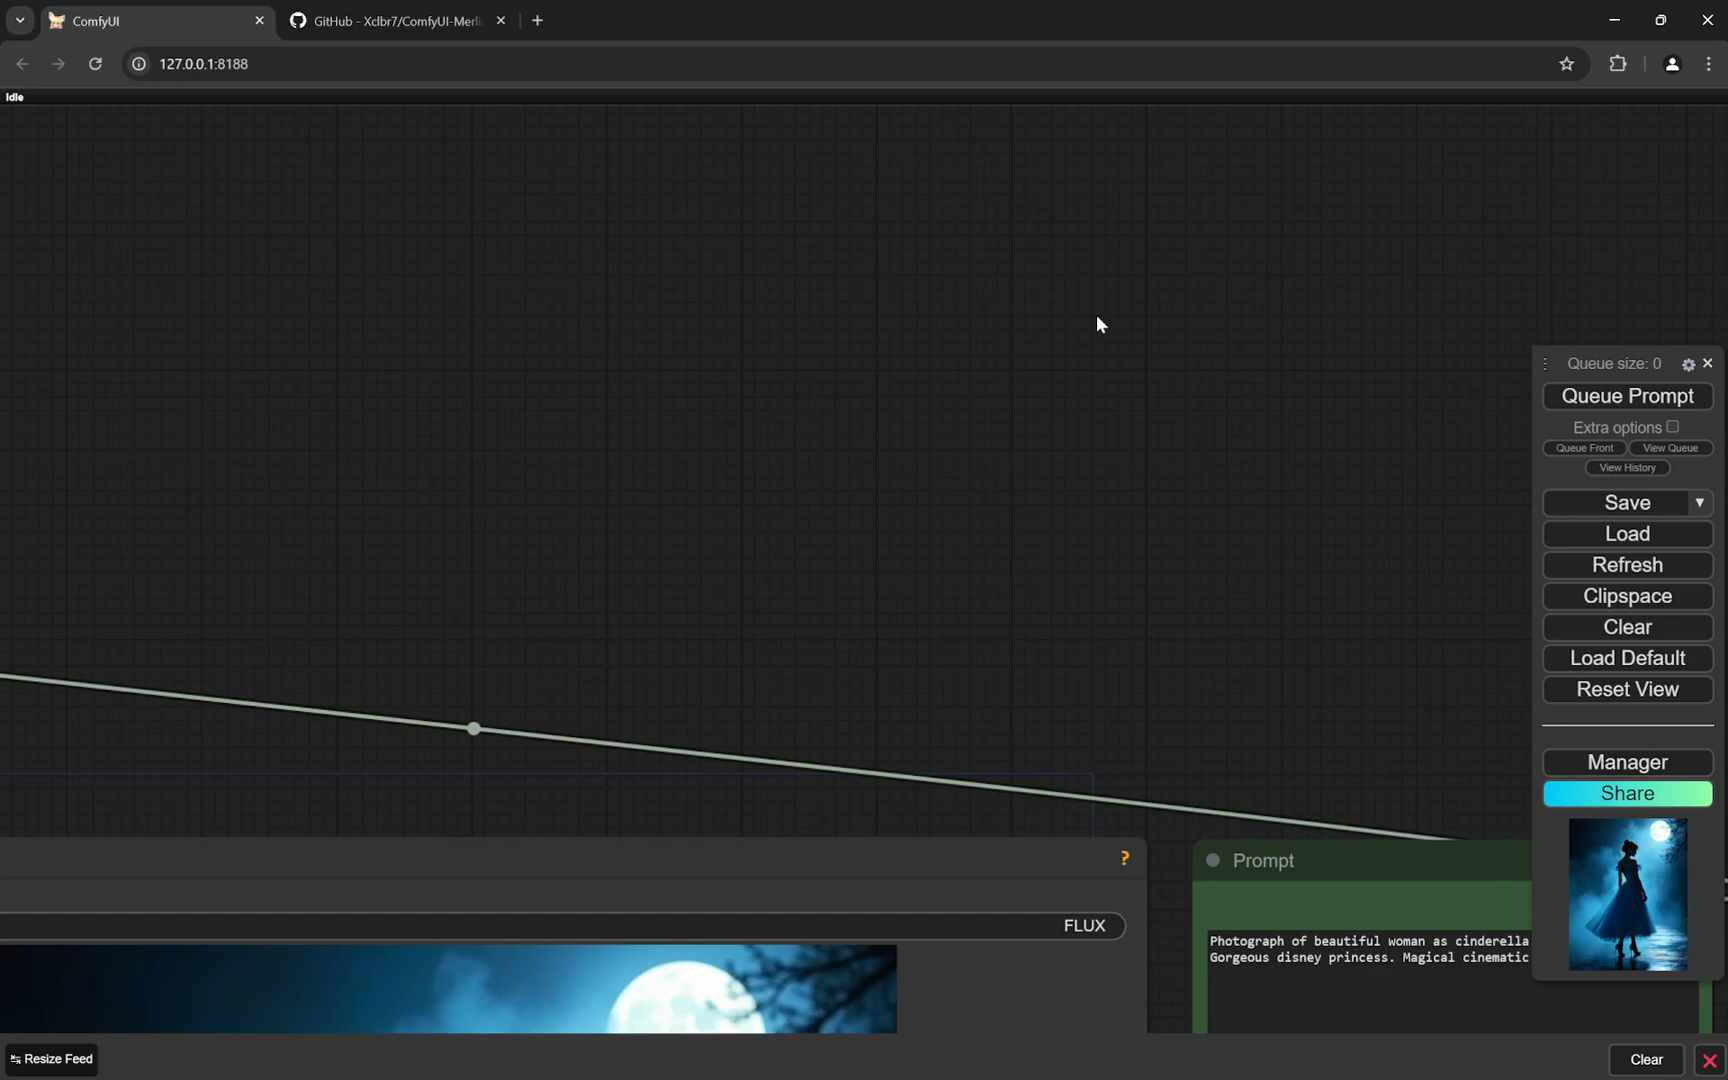 ComfyUI
GitHub - Xclbr7/ComfyUI-Merli
127.0.0.1:8188
Idle
Queue size: 0
Queue Prompt
Extra options
Queue Front
View Queue
View History
Save
Load
Refresh
Clipspace
Clear
Load Default
Reset View
Manager
Share
?
Prompt
FLUX
Photograph of beautiful woman as cinderella
Gorgeous disney princess. Magical cinematic
Resize Feed
Clear